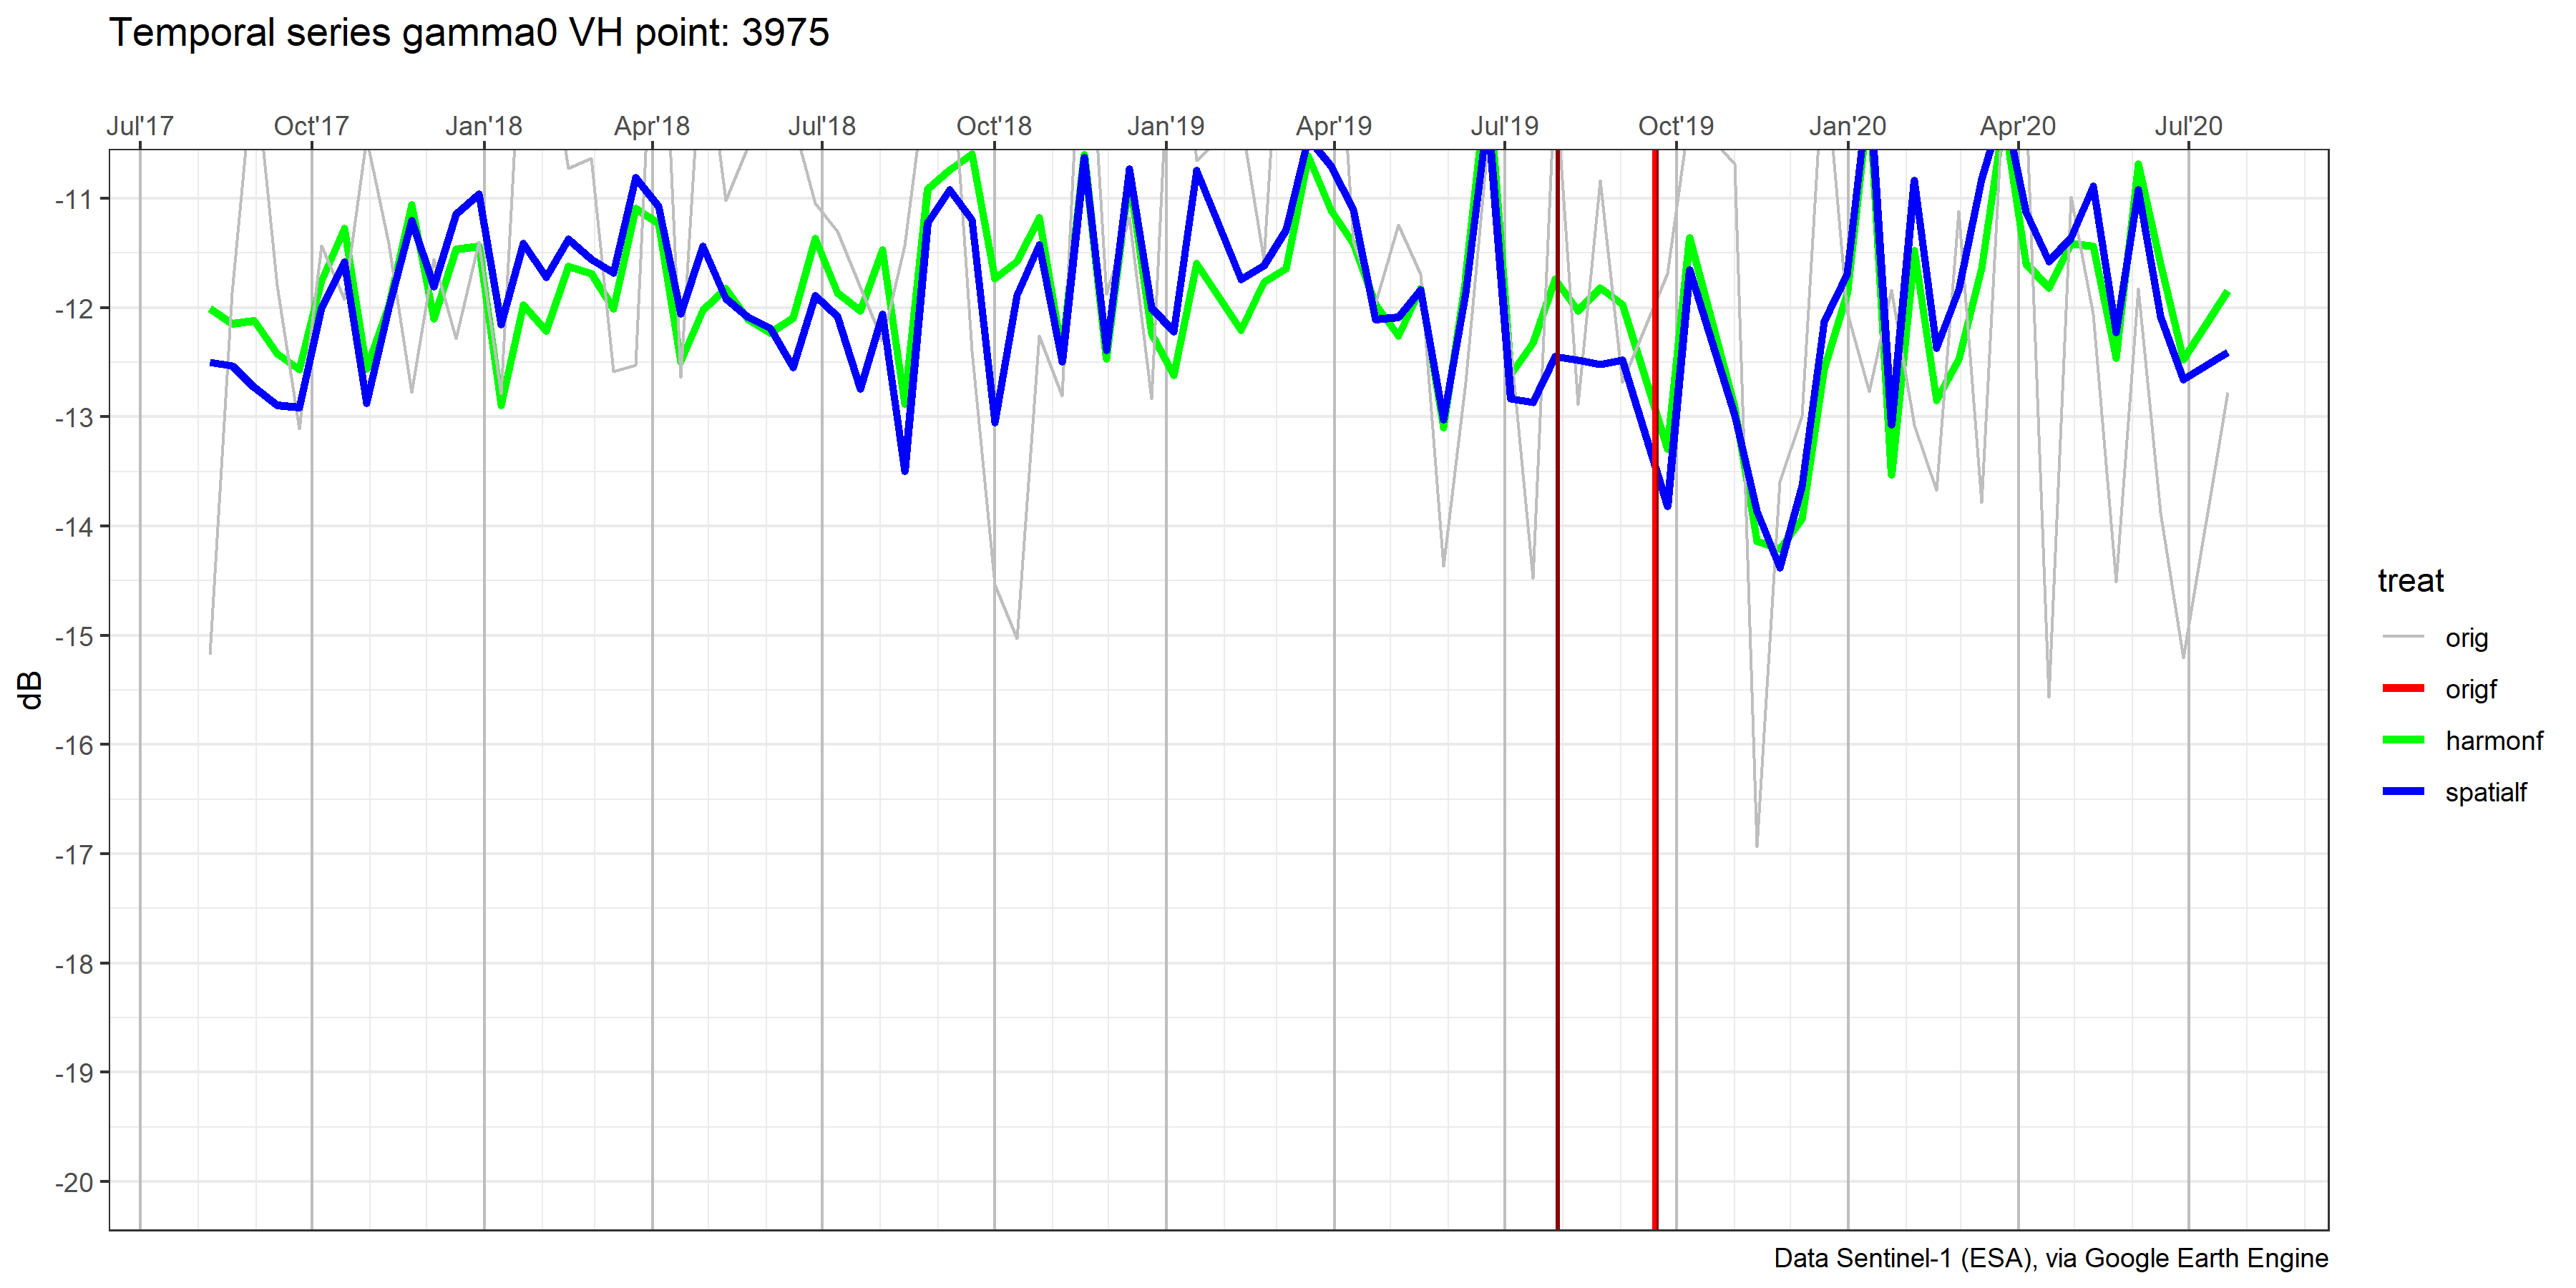 Temporal series gamma0 VH point: 3975
Jul'17 Oct'17 Jan'18 Apr'18 Jul'18 Oct'18 Jan'19 Apr'19 Jul'19 Oct'19 Jan'20 Apr'20 Jul'20
-11
-12
-13
-14
-15
-16
-17
-18
-19
-20
dB
treat
orig
origf
harmonf
spatialf
Data Sentinel-1 (ESA), via Google Earth Engine